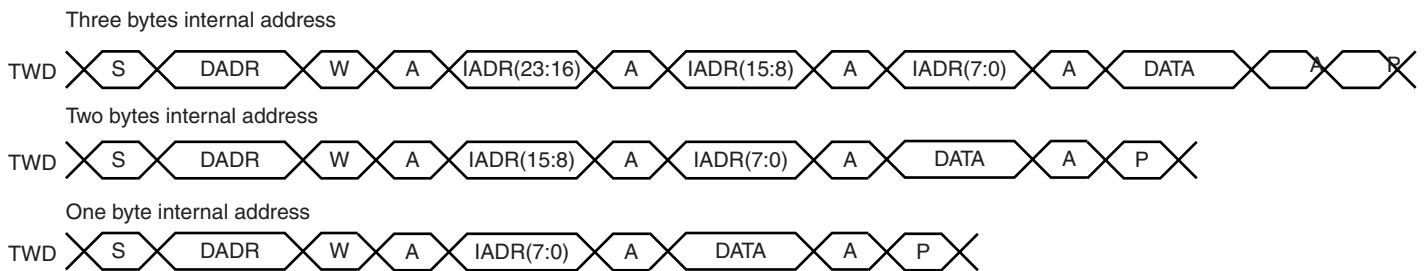 Three bytes internal address
TWD S DADR W A IADR(23:16) A IADR(15:8) A IADR(7:0) A DATA A P
Two bytes internal address
TWD S DADR W A IADR(15:8) A IADR(7:0) A DATA A P
One byte internal address
TWD S DADR W A IADR(7:0) A DATA A P